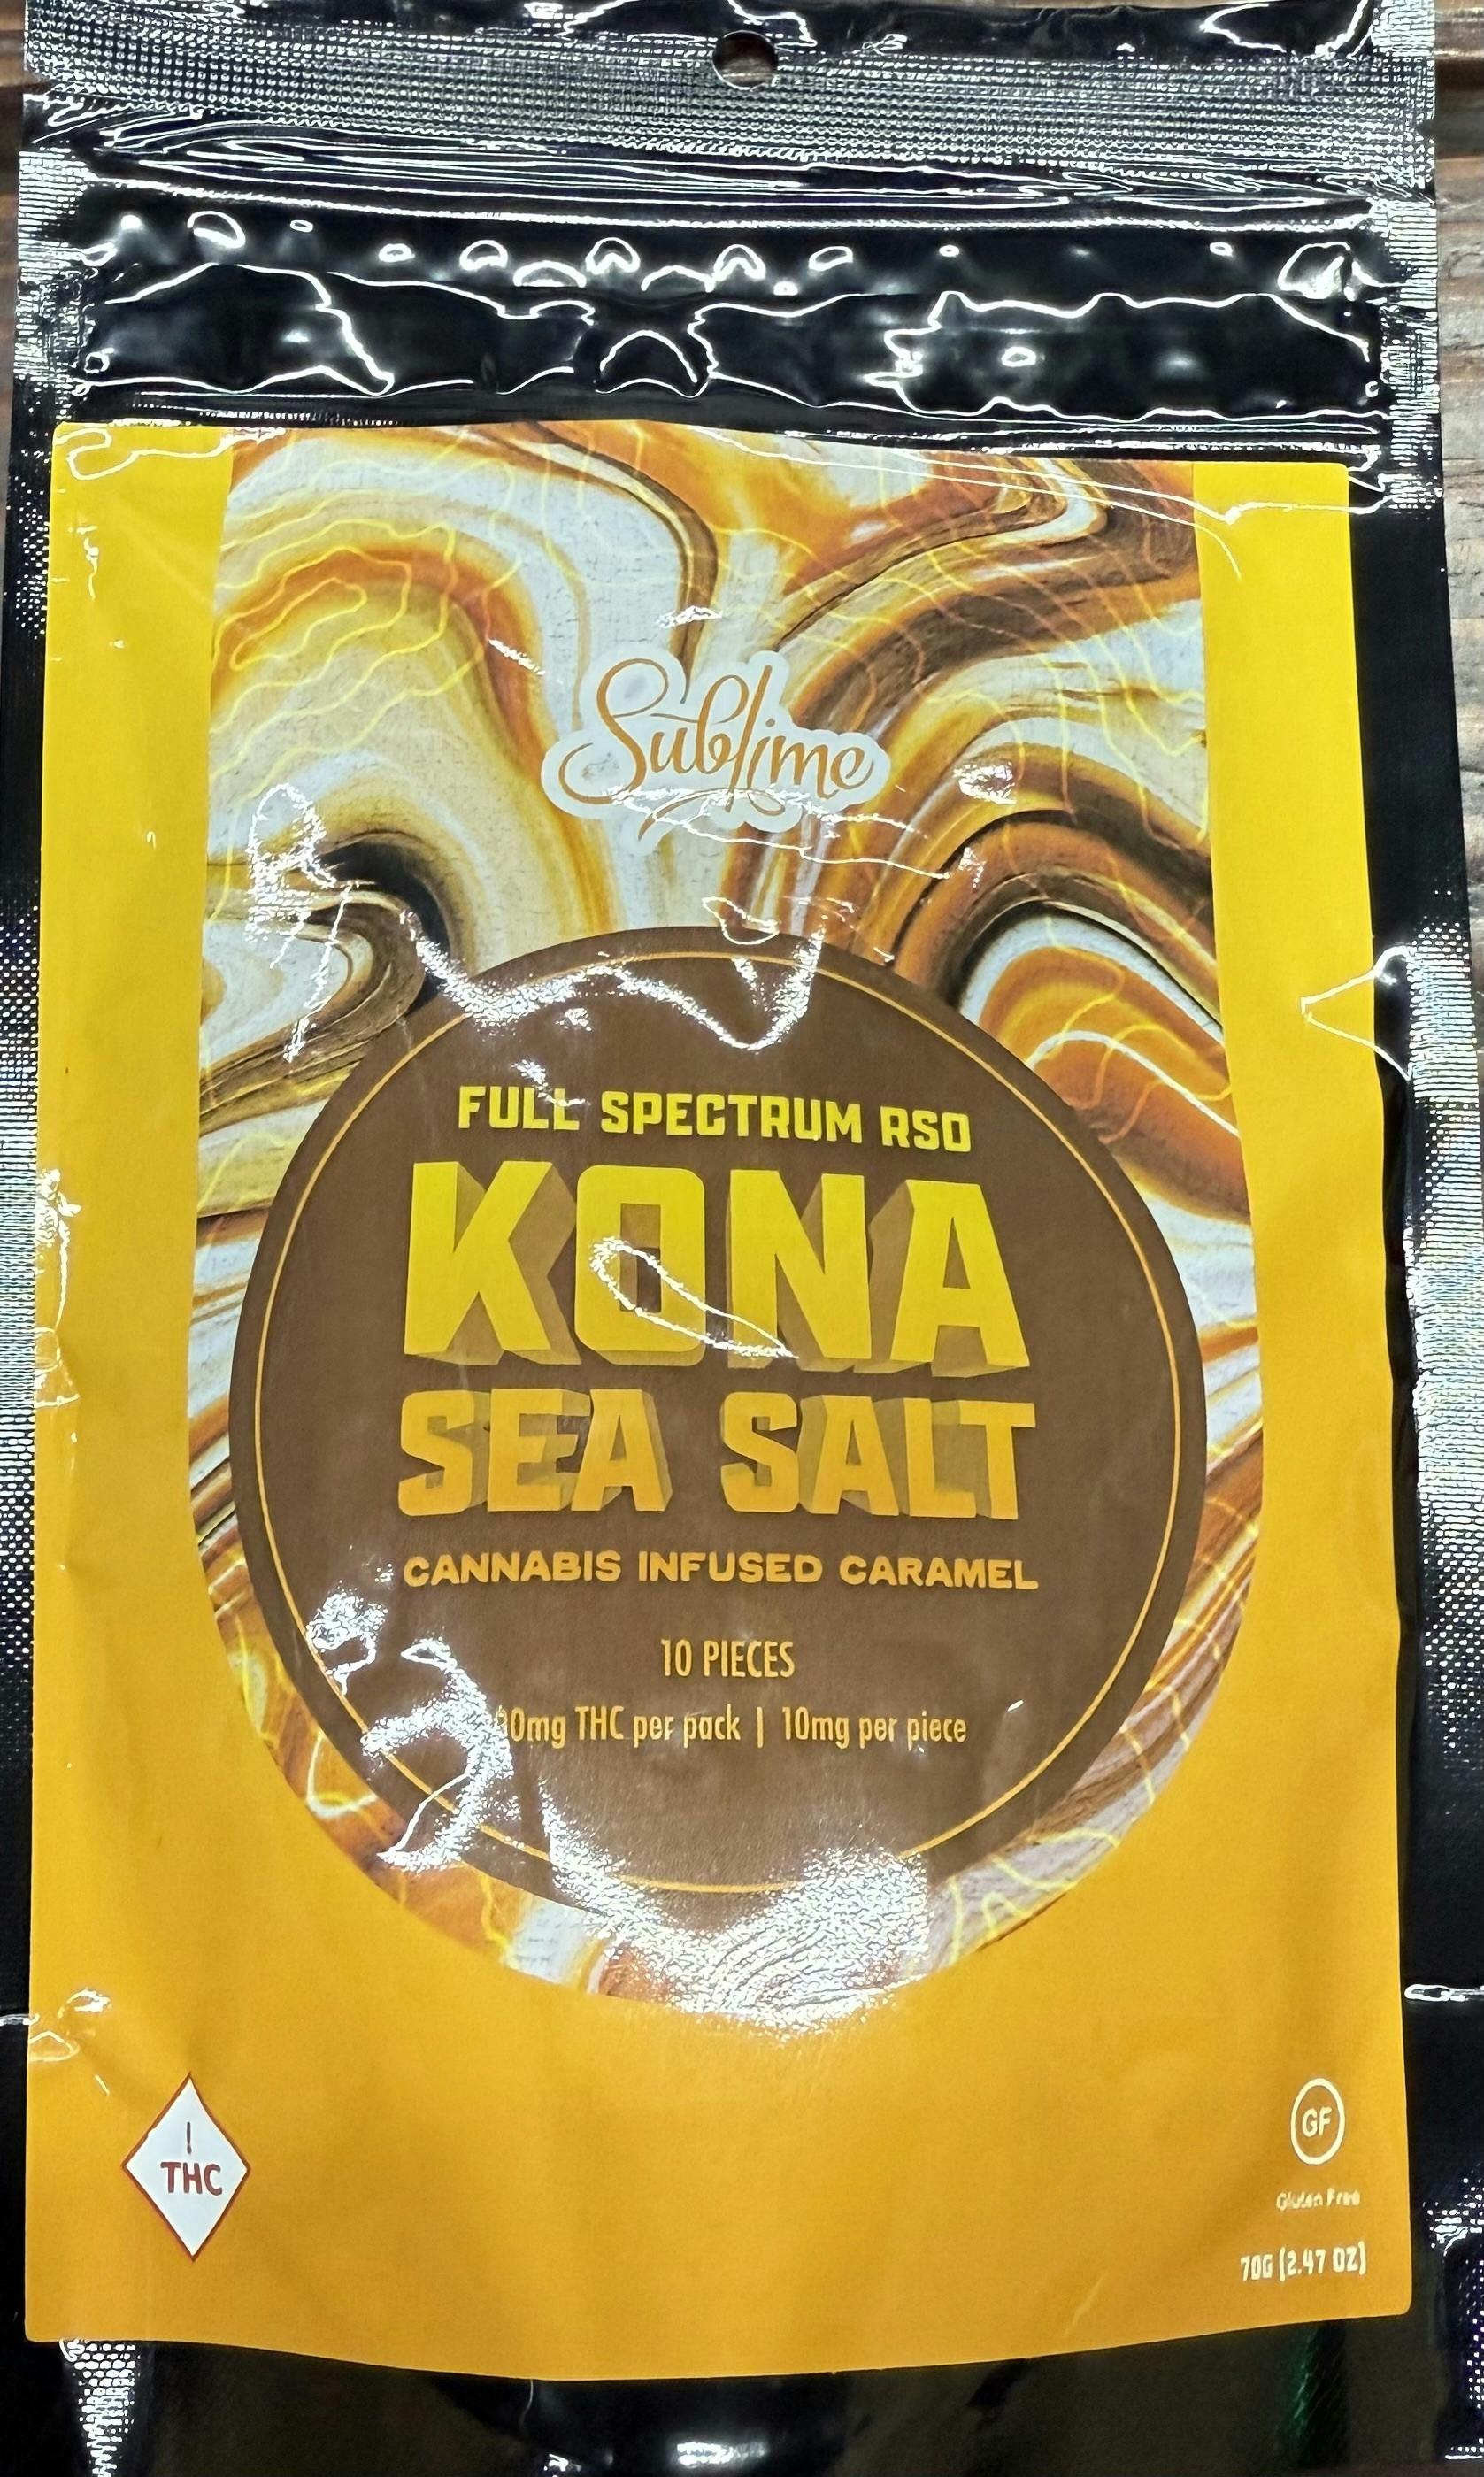 Sublime
FULL SPECTRUM RSO
KONA
SEA SALT
CANNABIS INFUSED CARAMEL
10 PIECES
THC per pack | 10mg per piece
!
THC
GF
Gluten Free
70G (2.47 OZ)